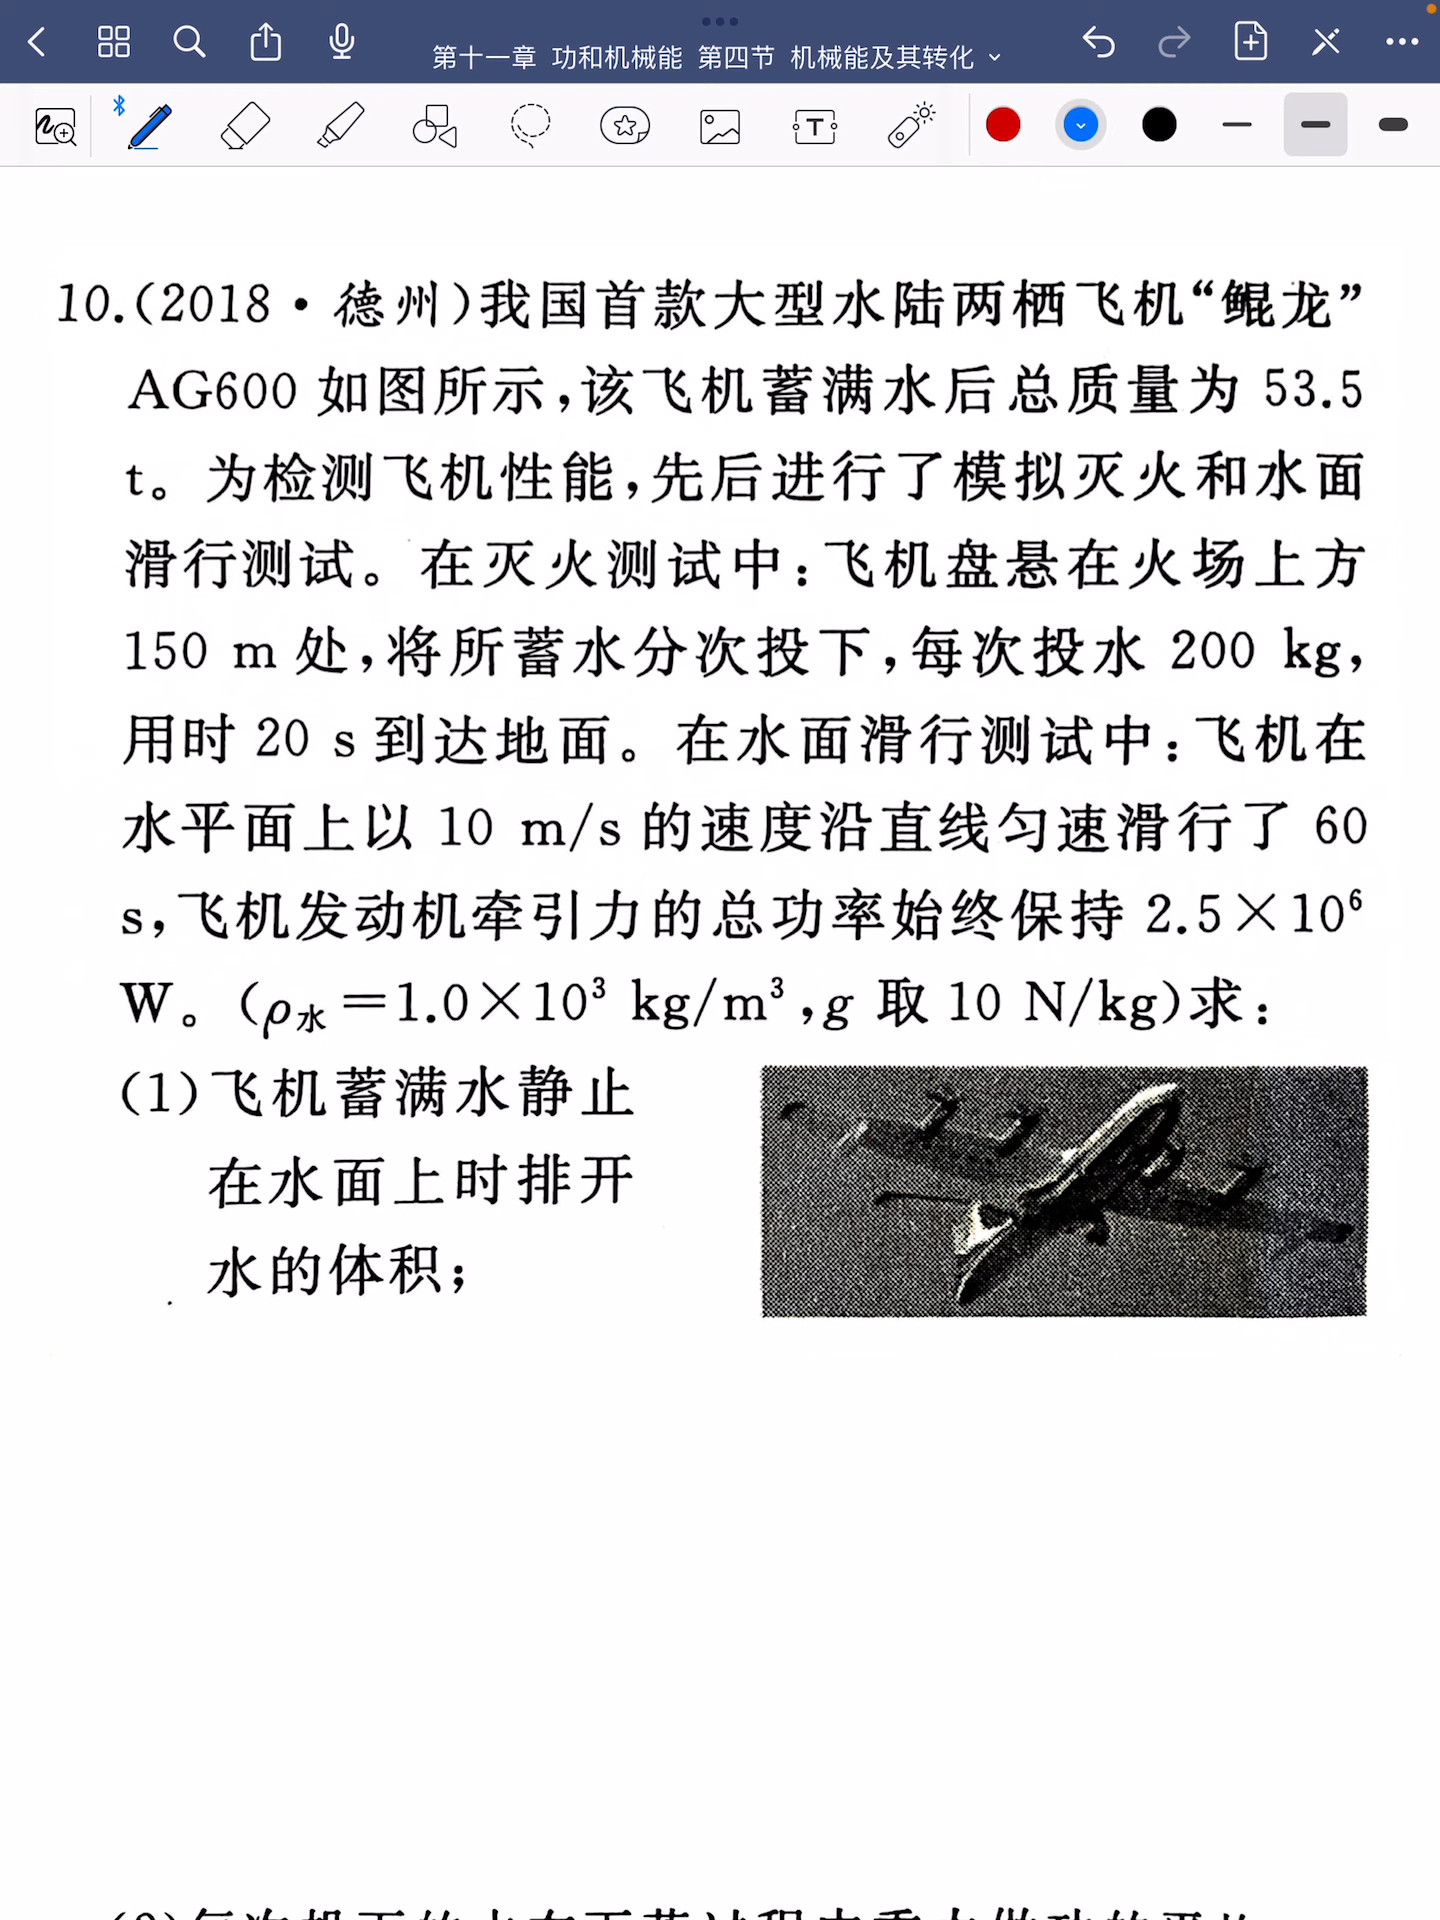 第十一章 功和机械能 第四节 机械能及其转化
10.(2018·德州)我国首款大型水陆两栖飞机“鲲龙”
AG600 如图所示,该飞机蓄满水后总质量为 53.5
t。为检测飞机性能,先后进行了模拟灭火和水面
滑行测试。在灭火测试中:飞机盘悬在火场上方
150 m 处,将所蓄水分次投下,每次投水 200 kg,
用时 20 s 到达地面。在水面滑行测试中:飞机在
水平面上以 10 m/s 的速度沿直线匀速滑行了 60
s,飞机发动机牵引力的总功率始终保持 2.5×10⁶
W。(ρ水=1.0×10³ kg/m³,g 取 10 N/kg)求:
(1)飞机蓄满水静止
在水面上时排开
水的体积;